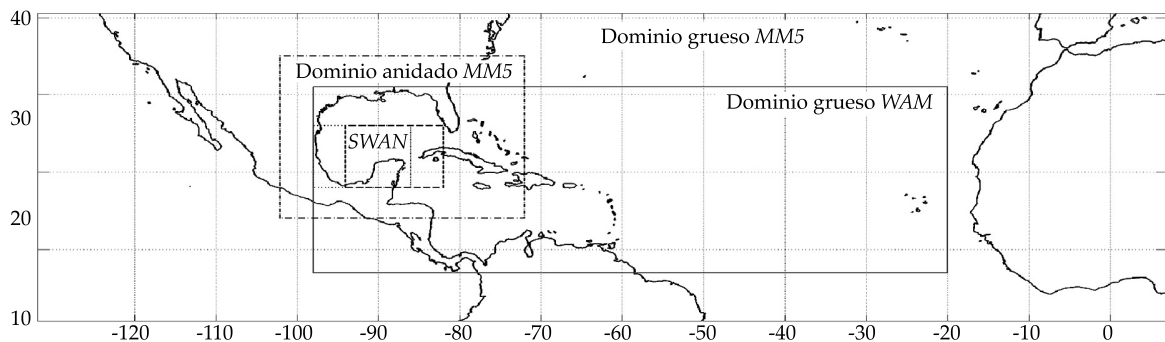 40
Dominio grueso MM5
Dominio anidado MM5
Dominio grueso WAM
30
SWAN
20
10
-120 -110 -100 -90 -80 -70 -60 -50 -40 -30 -20 -10 0